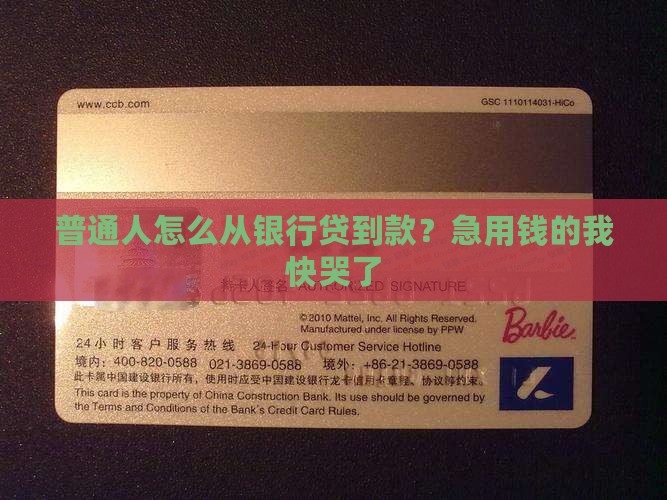 www.ccb.com
GSC 1110114031-HiCo
普通人怎么从银行贷到款？急用钱的我
快哭了
持卡人签名 AUTHORIZED SIGNATURE
©2010 Mattel, Inc. All Rights Reserved.
Manufactured under license by PPW
Barbie
24小时客户服务热线 24-Hour Customer Service Hotline
境内：400-820-0588 021-3869-0588 境外：+86-21-3869-0588
此卡属中国建设银行所有，使用时应受中国建设银行龙卡信用卡章程、协议等约束。
This card is the property of China Construction Bank. Its use should be governed by
the Terms and Conditions of the Bank's Credit Card Rules.